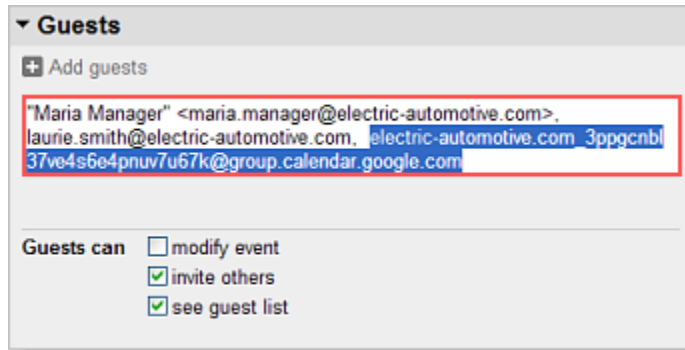 Guests
Add guests
"Maria Manager" <maria.manager@electric-automotive.com>,
laurie.smith@electric-automotive.com, electric-automotive.com_3ppgcnbl
37ve4s6e4pnuv7u67k@group.calendar.google.com
Guests can modify event
invite others
see guest list